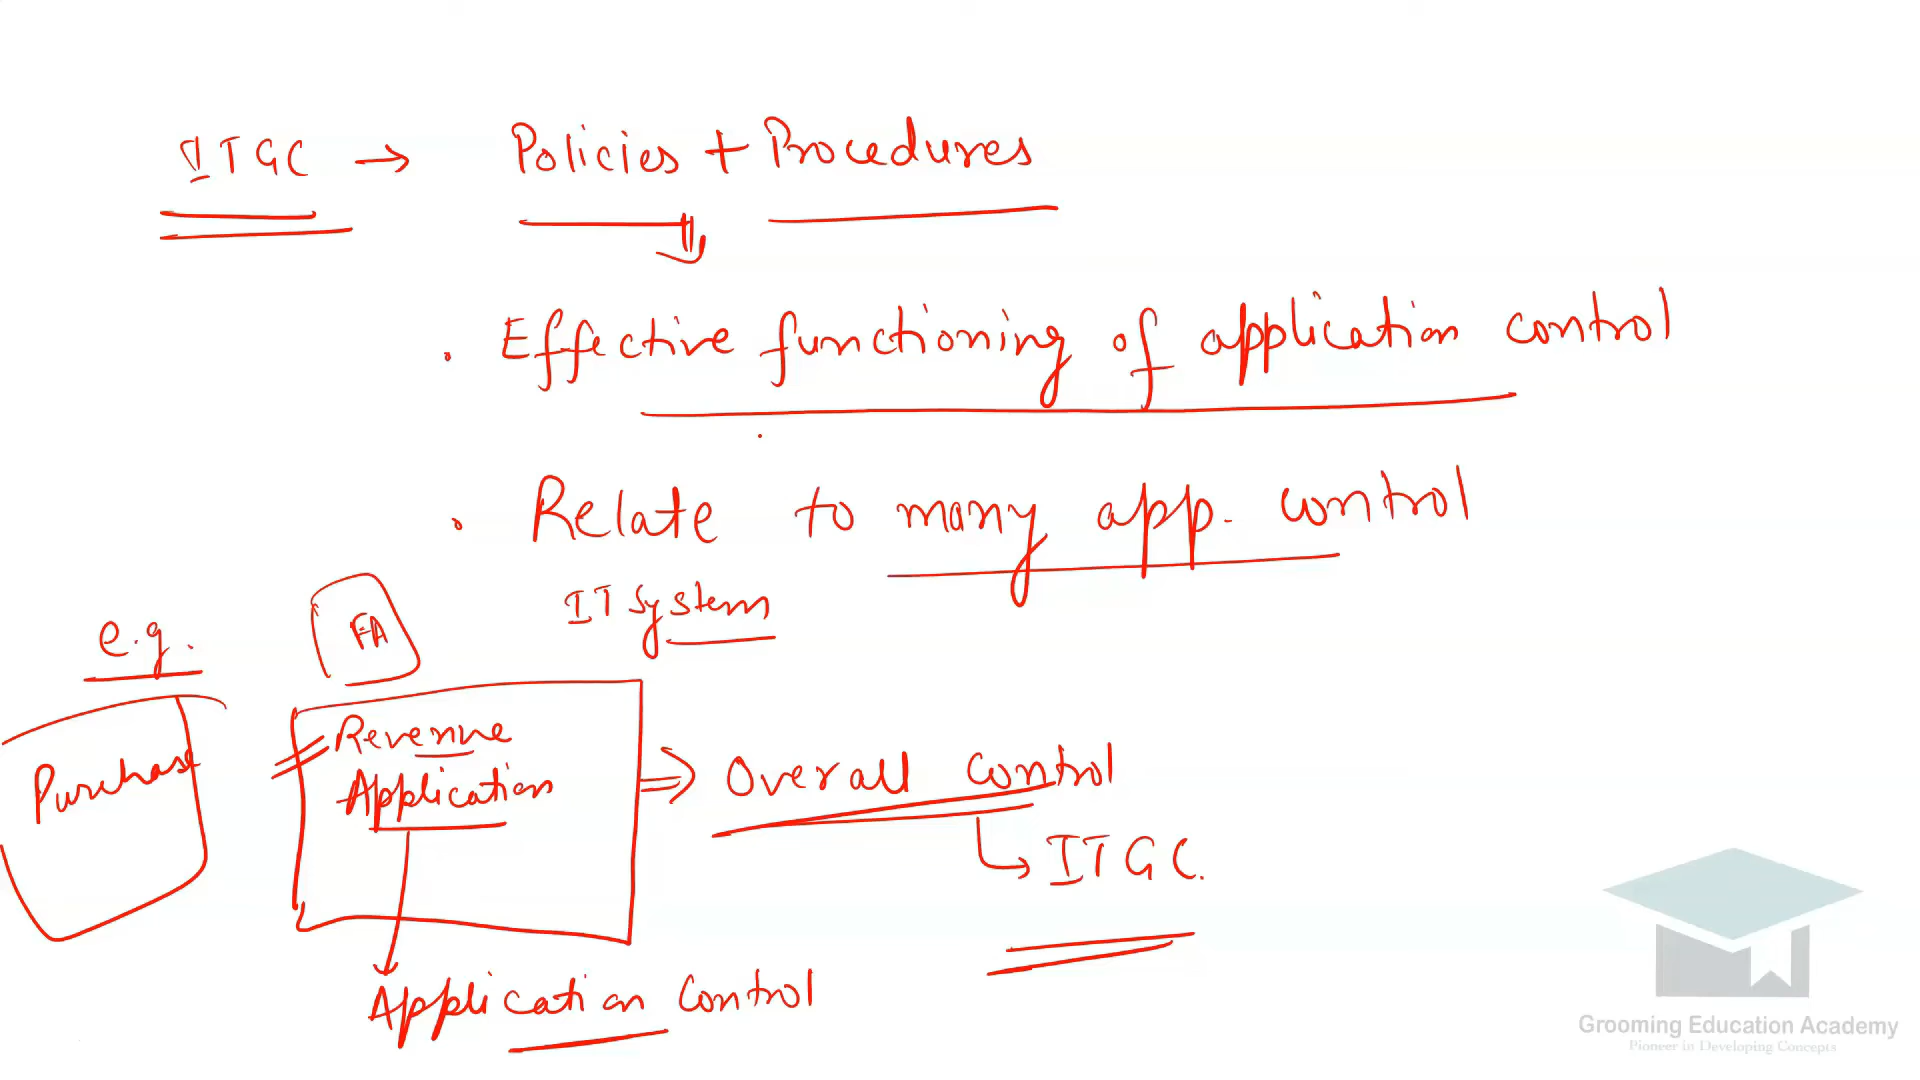 ITGC → Policies + Procedures
. Effective functioning of application control
. Relate to many app. control
IT System
e.g.
FA
Purchase
Revenue
Application
⇒ Overall Control
ITGC.
Application Control
Grooming Education Academy
Pioneer in Developing Concepts